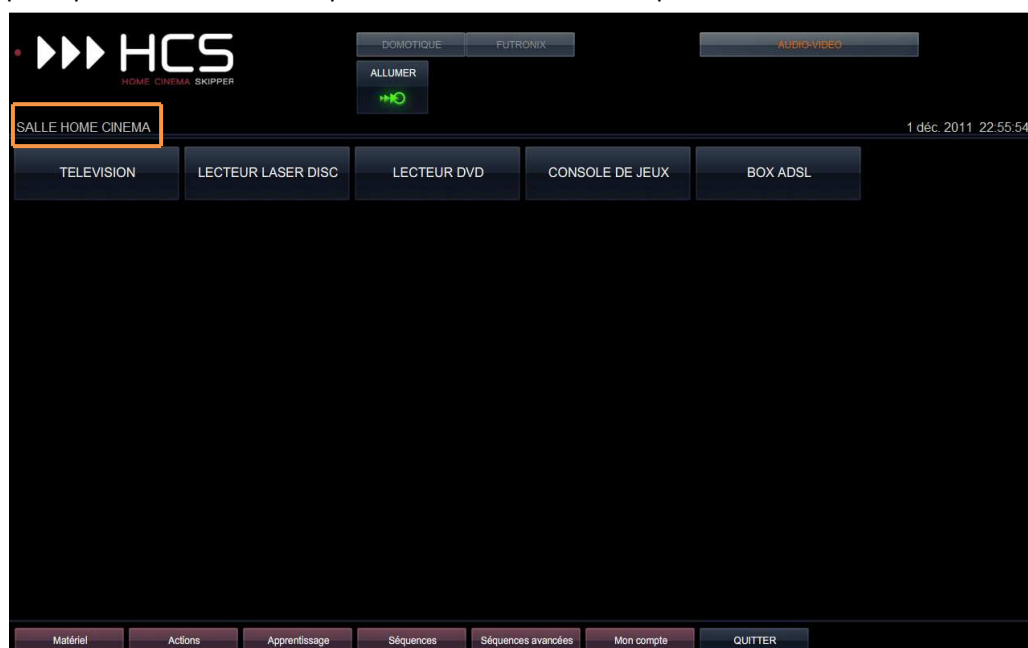 HCS
HOME CINEMA SKIPPER
DOMOTIQUE FUTRONIX AUDIO-VIDEO
ALLUMER
SALLE HOME CINEMA 1 déc. 2011 22:55:54
TELEVISION LECTEUR LASER DISC LECTEUR DVD CONSOLE DE JEUX BOX ADSL
Matériel Actions Apprentissage Séquences Séquences avancées Mon compte QUITTER